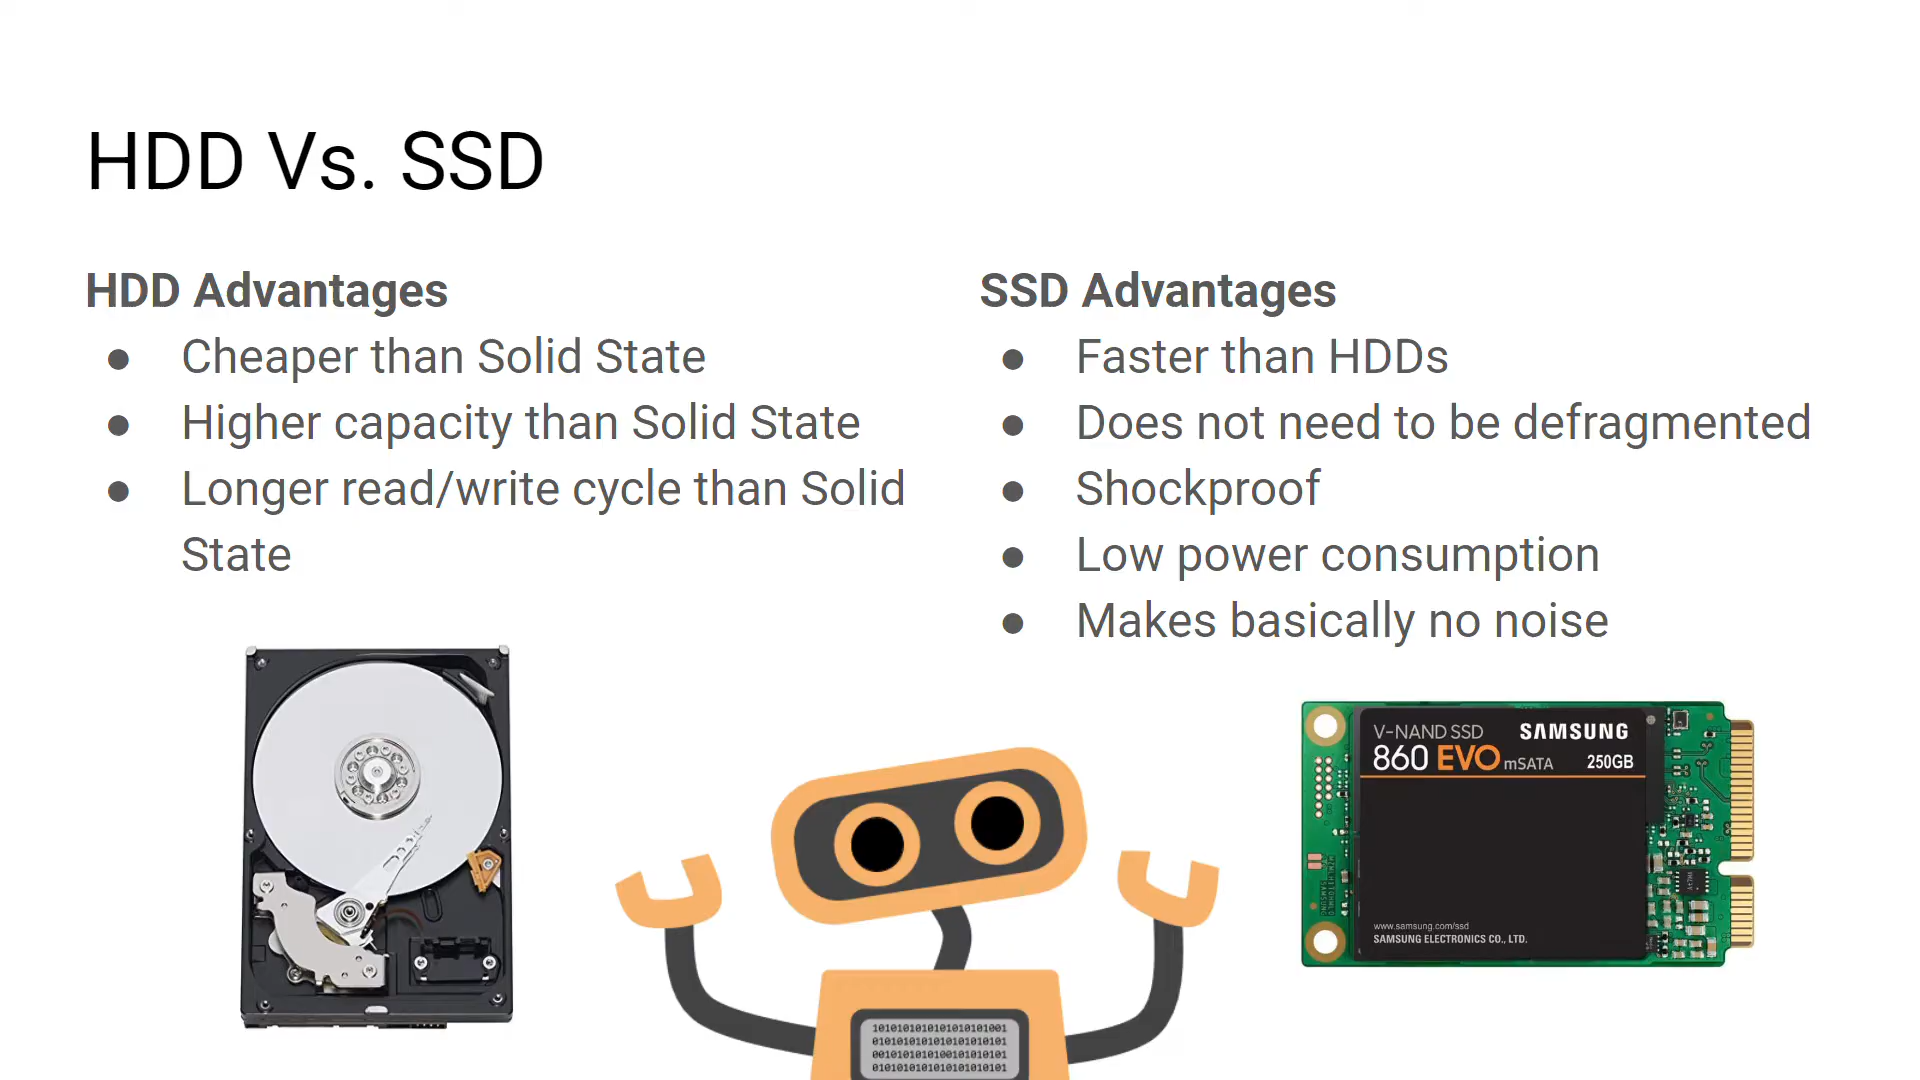 HDD Vs. SSD
HDD Advantages
● Cheaper than Solid State
● Higher capacity than Solid State
● Longer read/write cycle than Solid
State
SSD Advantages
● Faster than HDDs
● Does not need to be defragmented
● Shockproof
● Low power consumption
● Makes basically no noise
V-NAND SSD SAMSUNG
860 EVO mSATA 250GB
www.samsung.com/ssd
SAMSUNG ELECTRONICS CO., LTD.